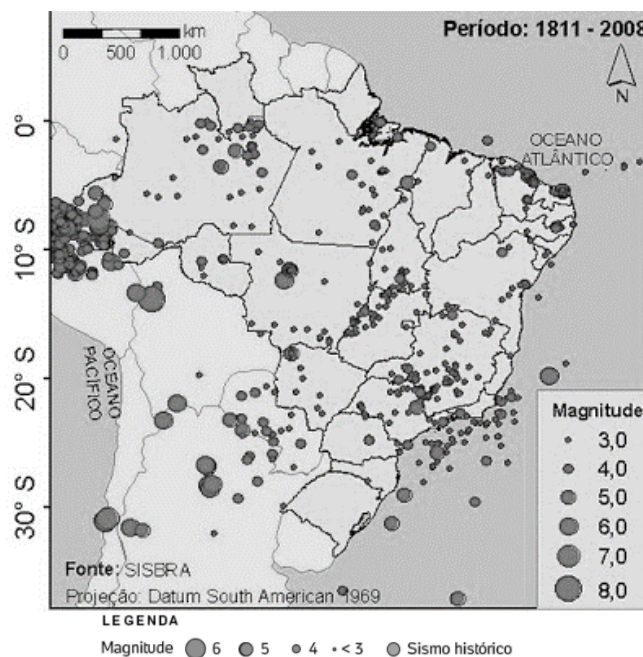 km
0 500 1.000
Período: 1811 - 2008
N
0°
10° S
20° S
30° S
OCEANO
ATLÂNTICO
OCEANO
PACÍFICO
Magnitude
3,0
4,0
5,0
6,0
7,0
8,0
Fonte: SISBRA
Projeção: Datum South American 1969
LEGENDA
Magnitude 6 5 4 < 3 Sismo histórico